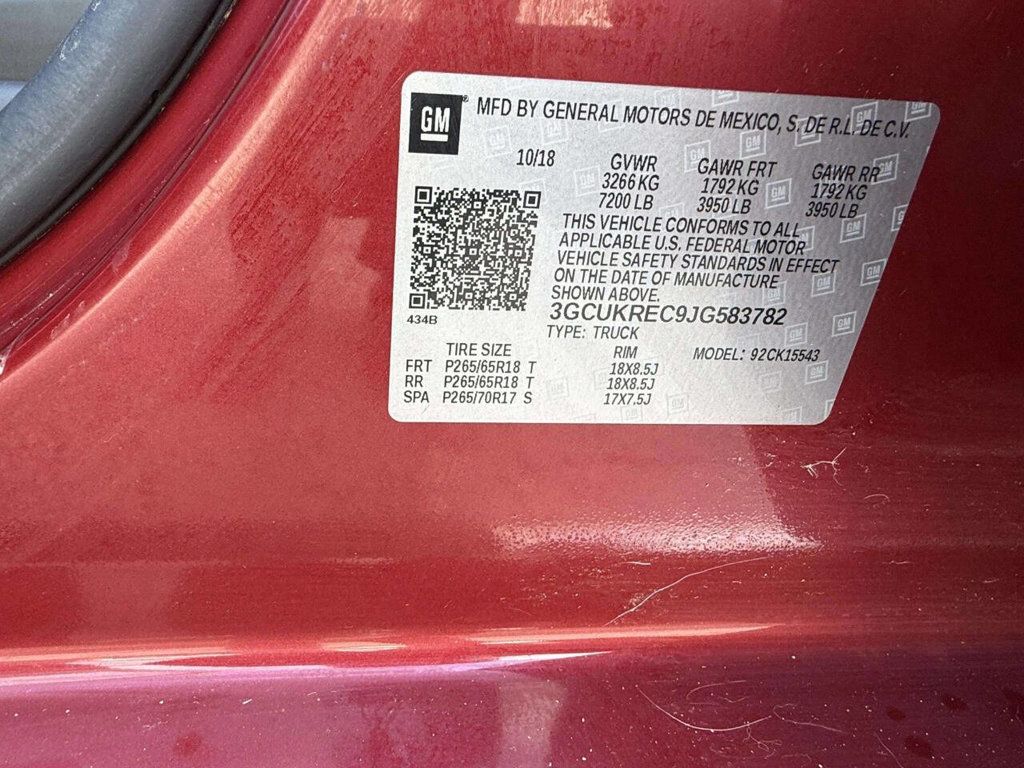 GM ® MFD BY GENERAL MOTORS DE MEXICO, S. DE R.L. DE C.V.
10/18 GVWR GAWR FRT GAWR RR
3266 KG 1792 KG 1792 KG
7200 LB 3950 LB 3950 LB
THIS VEHICLE CONFORMS TO ALL
APPLICABLE U.S. FEDERAL MOTOR
VEHICLE SAFETY STANDARDS IN EFFECT
ON THE DATE OF MANUFACTURE
SHOWN ABOVE.
434B 3GCUKREC9JG583782
TYPE: TRUCK
TIRE SIZE RIM MODEL: 92CK15543
FRT P265/65R18 T 18X8.5J
RR P265/65R18 T 18X8.5J
SPA P265/70R17 S 17X7.5J